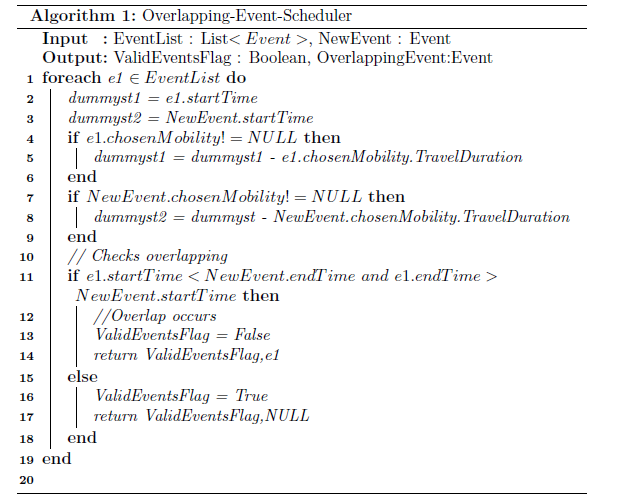 Algorithm 1: Overlapping-Event-Scheduler
Input : EventList : List< Event >, NewEvent : Event
Output: ValidEventsFlag : Boolean, OverlappingEvent:Event
1 foreach e1 ∈ EventList do
2 dummyst1 = e1.startTime
3 dummyst2 = NewEvent.startTime
4 if e1.chosenMobility! = NULL then
5 dummyst1 = dummyst1 - e1.chosenMobility.TravelDuration
6 end
7 if NewEvent.chosenMobility! = NULL then
8 dummyst2 = dummyst - NewEvent.chosenMobility.TravelDuration
9 end
10 // Checks overlapping
11 if e1.startTime < NewEvent.endTime and e1.endTime >
NewEvent.startTime then
12 //Overlap occurs
13 ValidEventsFlag = False
14 return ValidEventsFlag,e1
15 else
16 ValidEventsFlag = True
17 return ValidEventsFlag,NULL
18 end
19 end
20